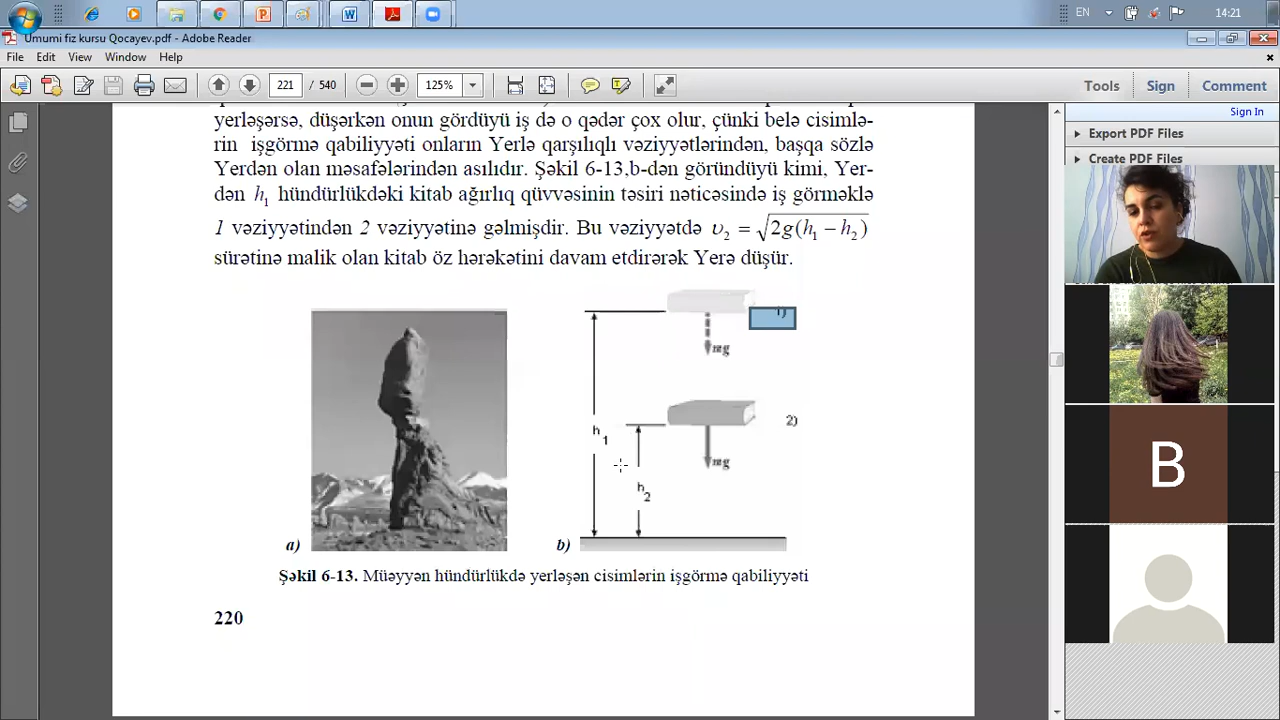 EN
14:21
Umumi fiz kursu Qocayev.pdf - Adobe Reader
File Edit View Window Help
221 / 540 125% Tools Sign Comment
Sign In
Export PDF Files
Create PDF Files
yerləşərsə, düşərkən onun gördüyü iş də o qədər çox olur, çünki belə cisimlə-
rin işgörmə qabiliyyəti onların Yerlə qarşılıqlı vəziyyətlərindən, başqa sözlə
Yerdən olan məsafələrindən asılıdır. Şəkil 6-13,b-dən göründüyü kimi, Yer-
dən h₁ hündürlükdəki kitab ağırlıq qüvvəsinin təsiri nəticəsində iş görməklə
1 vəziyyətindən 2 vəziyyətinə gəlmişdir. Bu vəziyyətdə υ₂ = √2g(h₁ − h₂)
sürətinə malik olan kitab öz hərəkətini davam etdirərək Yerə düşür.
1)
mg
2)
h₁
mg
h₂
a)
b)
Şəkil 6-13. Müəyyən hündürlükdə yerləşən cisimlərin işgörmə qabiliyyəti
220
B